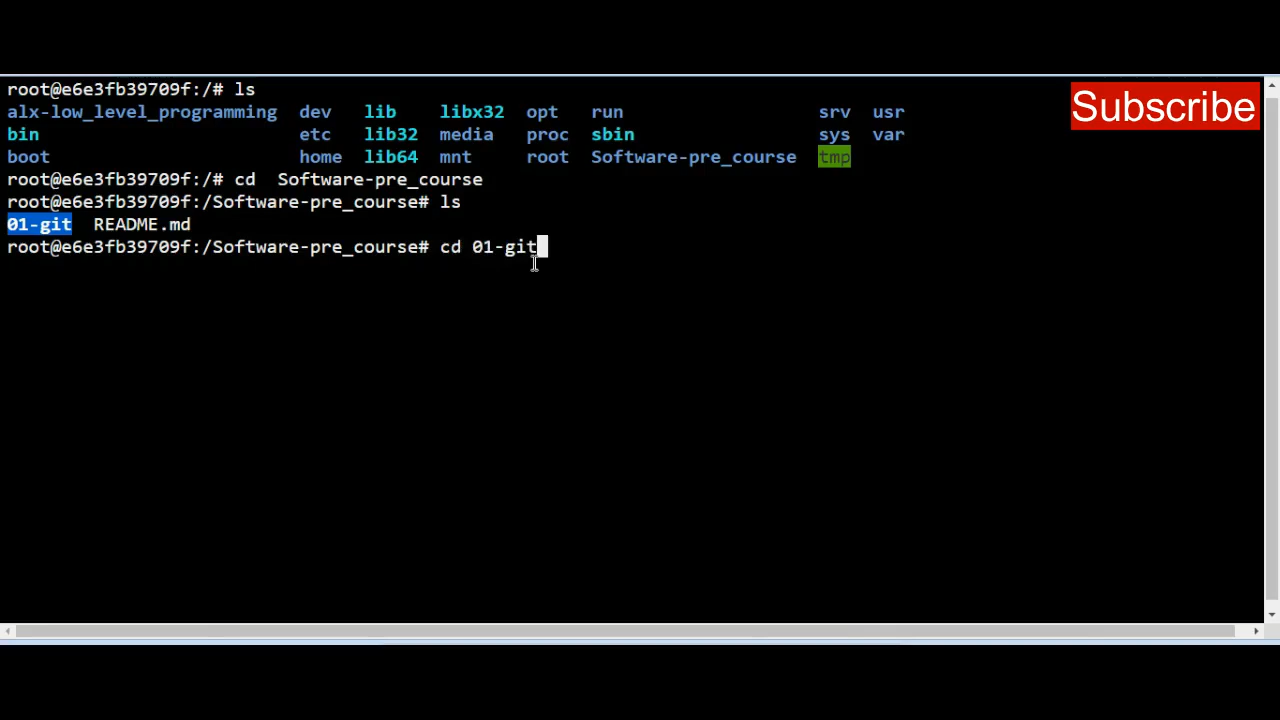 root@e6e3fb39709f:/# ls
Subscribe
alx-low_level_programming  dev   lib    libx32  opt   run                  srv  usr
bin                        etc   lib32  media   proc  sbin                 sys  var
boot                       home  lib64  mnt     root  Software-pre_course  tmp
root@e6e3fb39709f:/# cd  Software-pre_course
root@e6e3fb39709f:/Software-pre_course# ls
01-git  README.md
root@e6e3fb39709f:/Software-pre_course# cd 01-git